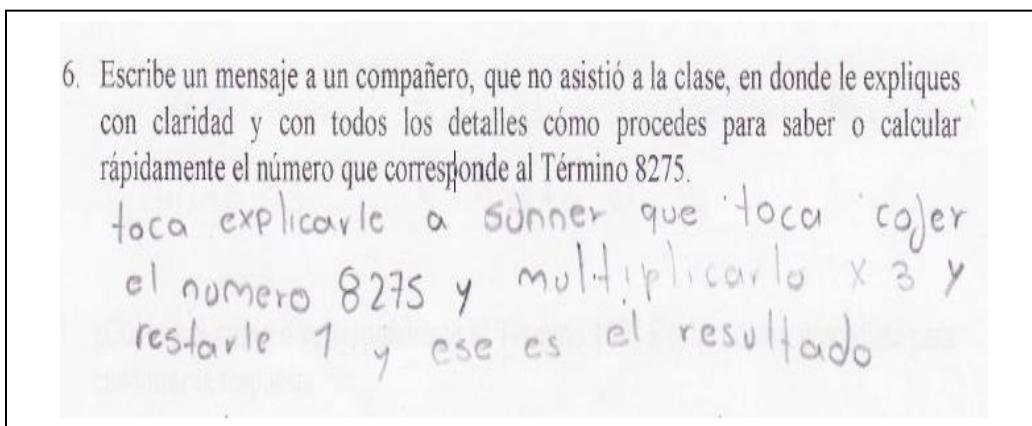 6. Escribe un mensaje a un compañero, que no asistió a la clase, en donde le expliques
con claridad y con todos los detalles cómo procedes para saber o calcular
rápidamente el número que corresponde al Término 8275.
toca explicarle a sunner que toca cojer
el numero 8275 y multiplicarlo x 3 y
restarle 1 y ese es el resultado